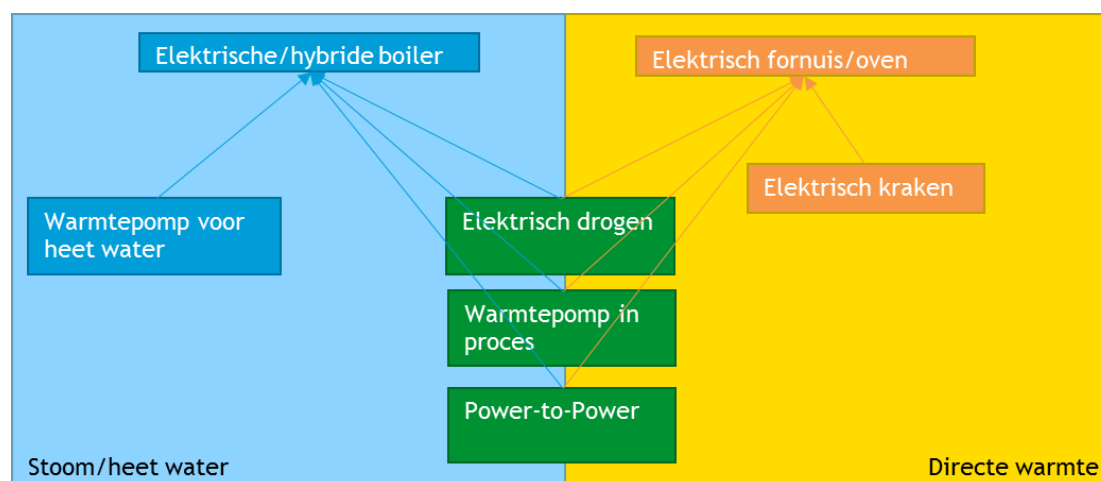 Elektrische/hybride boiler
Elektrisch fornuis/oven
Elektrisch kraken
Warmtepomp voor
heet water
Elektrisch drogen
Warmtepomp in
proces
Power-to-Power
Stoom/heet water
Directe warmte